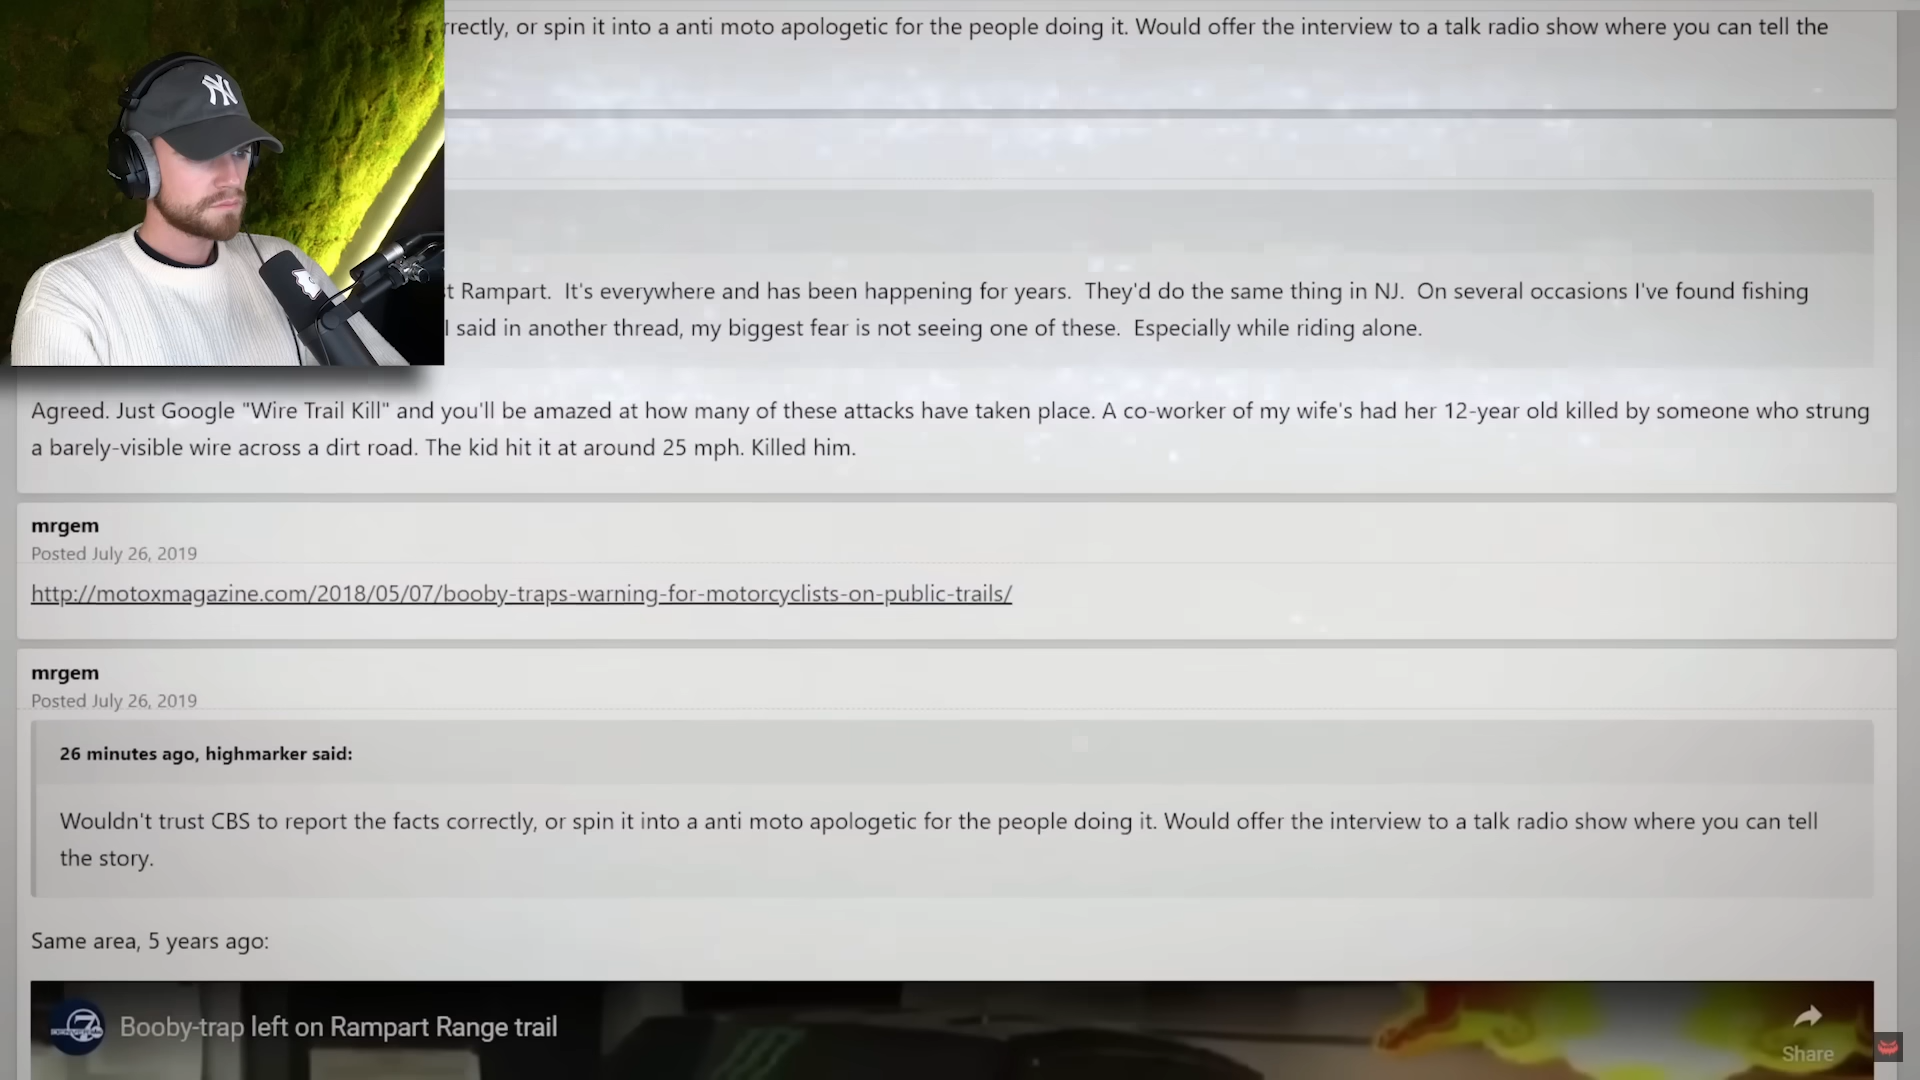 rectly, or spin it into a anti moto apologetic for the people doing it. Would offer the interview to a talk radio show where you can tell the
NY
t Rampart.  It's everywhere and has been happening for years.  They'd do the same thing in NJ.  On several occasions I've found fishing
I said in another thread, my biggest fear is not seeing one of these.  Especially while riding alone.
Agreed. Just Google "Wire Trail Kill" and you'll be amazed at how many of these attacks have taken place. A co-worker of my wife's had her 12-year old killed by someone who strung
a barely-visible wire across a dirt road. The kid hit it at around 25 mph. Killed him.
mrgem
Posted July 26, 2019
http://motoxmagazine.com/2018/05/07/booby-traps-warning-for-motorcyclists-on-public-trails/
mrgem
Posted July 26, 2019
26 minutes ago, highmarker said:
Wouldn't trust CBS to report the facts correctly, or spin it into a anti moto apologetic for the people doing it. Would offer the interview to a talk radio show where you can tell
the story.
Same area, 5 years ago:
7
Booby-trap left on Rampart Range trail
Share